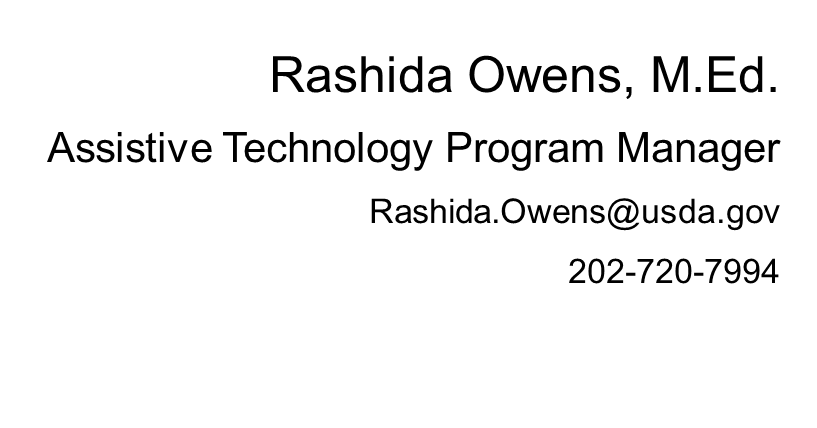 Rashida Owens, M.Ed.
Assistive Technology Program Manager
Rashida.Owens@usda.gov
202-720-7994